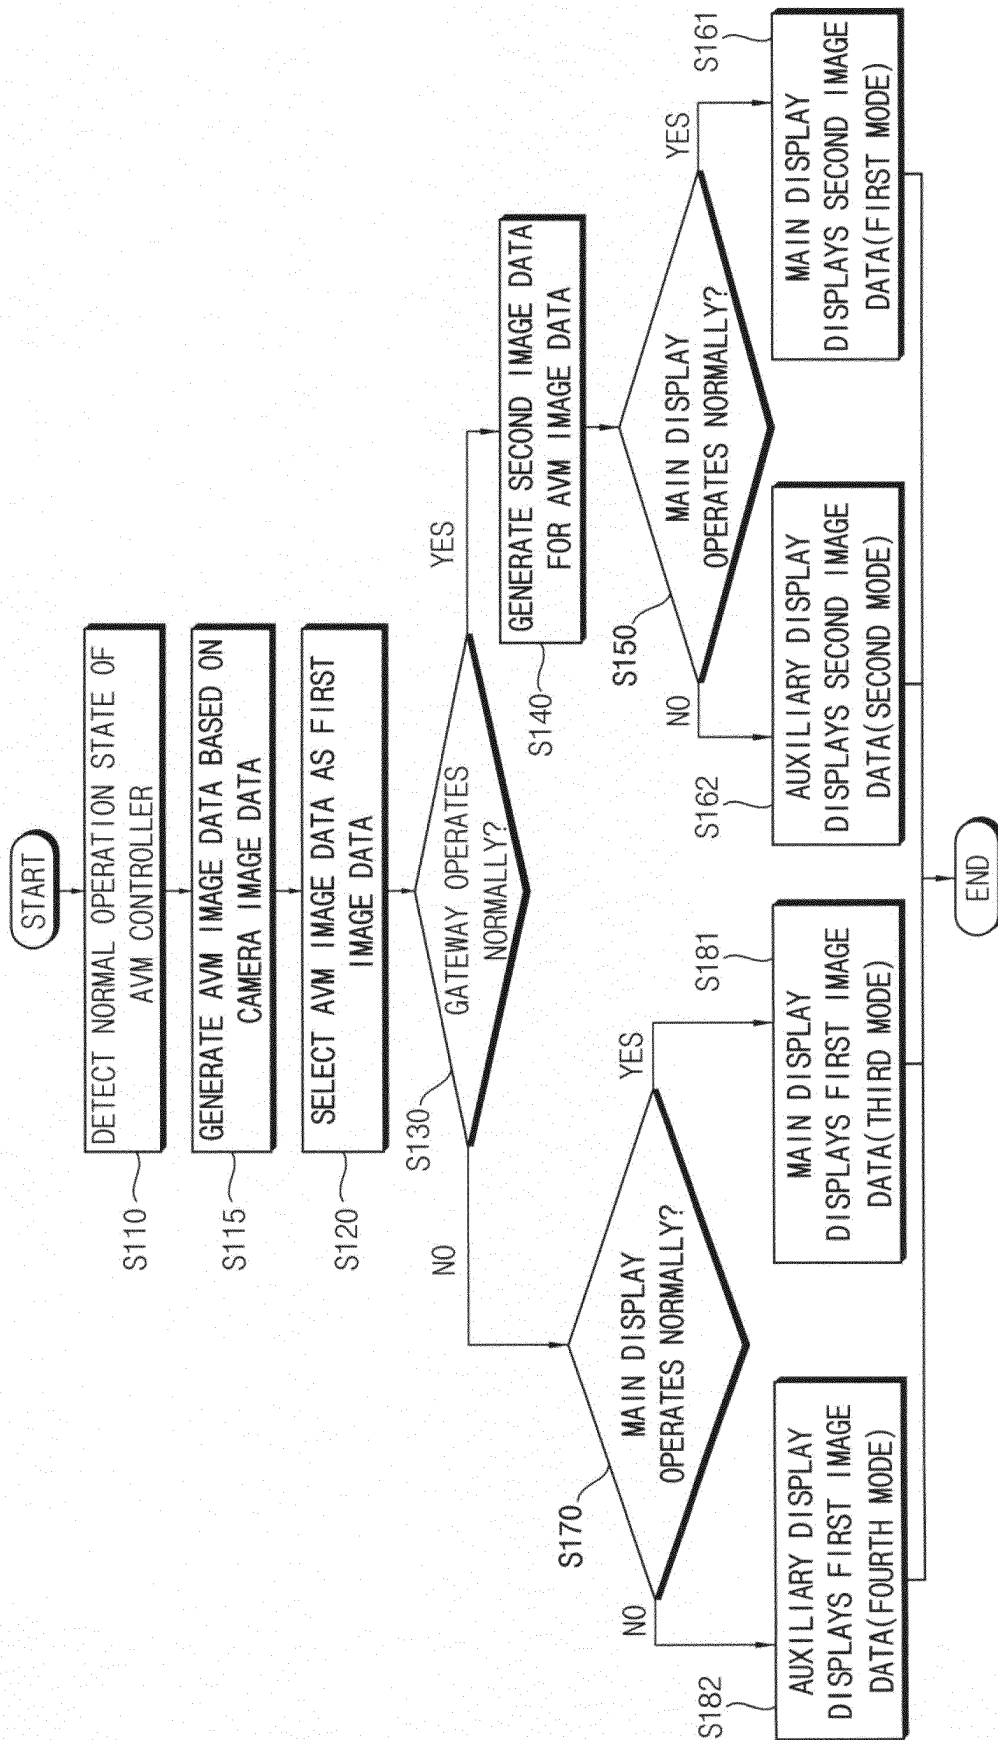 START
DETECT NORMAL OPERATION STATE OF
AVM CONTROLLER
S110
GENERATE AVM IMAGE DATA BASED ON
CAMERA IMAGE DATA
S115
SELECT AVM IMAGE DATA AS FIRST
IMAGE DATA
S120
GATEWAY OPERATES
NORMALLY?
S130
NO
YES
GENERATE SECOND IMAGE DATA
FOR AVM IMAGE DATA
S140
MAIN DISPLAY
OPERATES NORMALLY?
S170
NO
YES
MAIN DISPLAY
OPERATES NORMALLY?
S150
NO
YES
AUXILIARY DISPLAY
DISPLAYS FIRST IMAGE
DATA(FOURTH MODE)
S182
MAIN DISPLAY
DISPLAYS FIRST IMAGE
DATA(THIRD MODE)
S181
AUXILIARY DISPLAY
DISPLAYS SECOND IMAGE
DATA(SECOND MODE)
S162
MAIN DISPLAY
DISPLAYS SECOND IMAGE
DATA(FIRST MODE)
S161
END